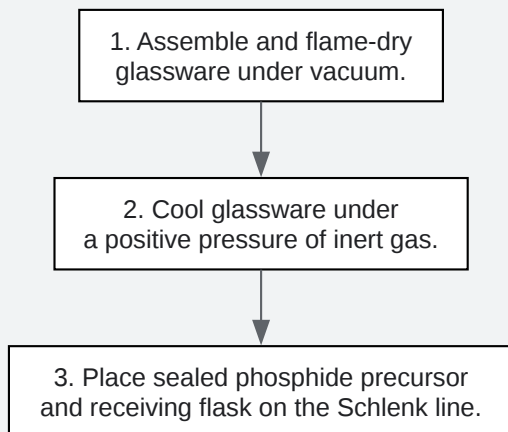 1. Assemble and flame-dry
glassware under vacuum.
2. Cool glassware under
a positive pressure of inert gas.
3. Place sealed phosphide precursor
and receiving flask on the Schlenk line.